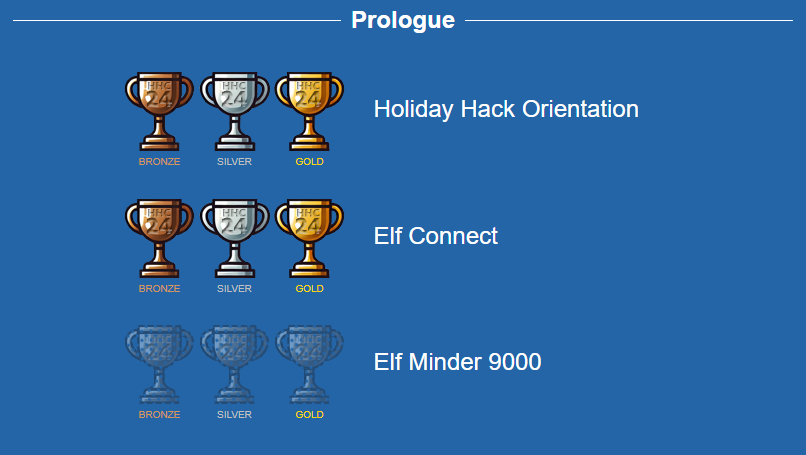 Prologue
HHC 24 HHC 24 HHC 24
BRONZE SILVER GOLD
Holiday Hack Orientation
HHC 24 HHC 24 HHC 24
BRONZE SILVER GOLD
Elf Connect
HHC 24 HHC 24 HHC 24
BRONZE SILVER GOLD
Elf Minder 9000